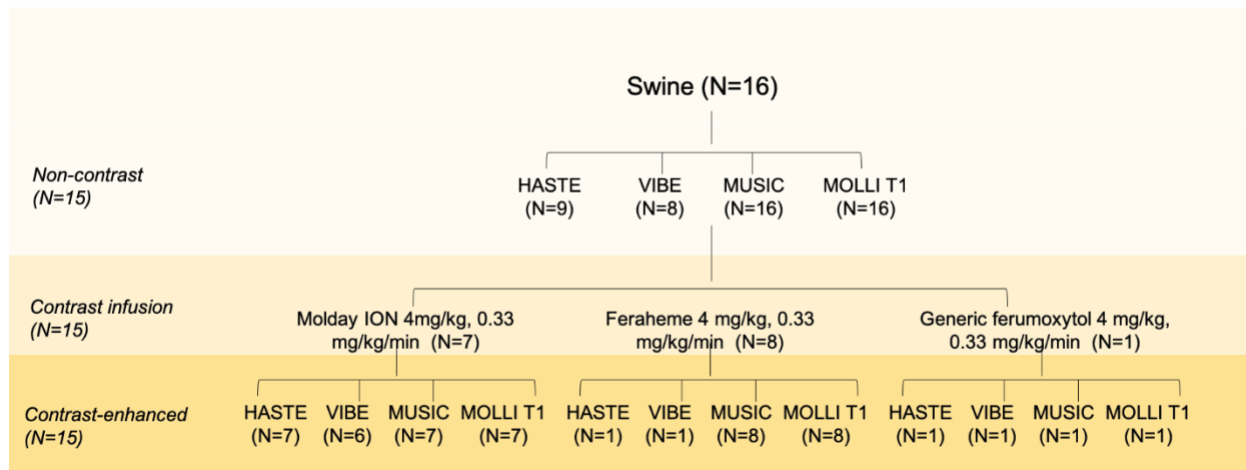 Swine (N=16)
Non-contrast
(N=15)
HASTE
(N=9)
VIBE
(N=8)
MUSIC
(N=16)
MOLLI T1
(N=16)
Contrast infusion
(N=15)
Molday ION 4mg/kg, 0.33
mg/kg/min (N=7)
Feraheme 4 mg/kg, 0.33
mg/kg/min (N=8)
Generic ferumoxytol 4 mg/kg,
0.33 mg/kg/min (N=1)
Contrast-enhanced
(N=15)
HASTE
(N=7)
VIBE
(N=6)
MUSIC
(N=7)
MOLLI T1
(N=7)
HASTE
(N=1)
VIBE
(N=1)
MUSIC
(N=8)
MOLLI T1
(N=8)
HASTE
(N=1)
VIBE
(N=1)
MUSIC
(N=1)
MOLLI T1
(N=1)